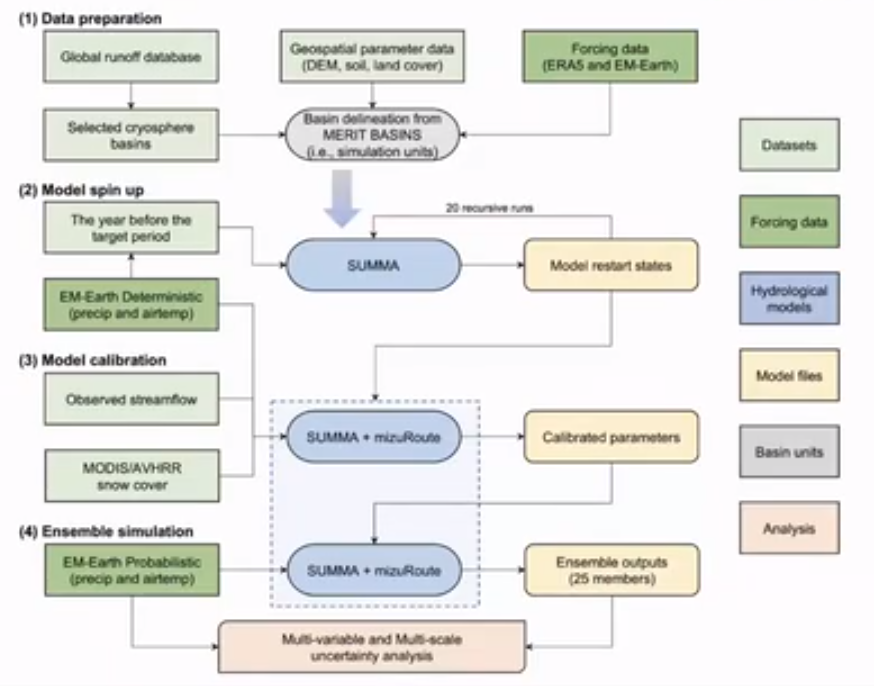 (1) Data preparation
Global runoff database
Geospatial parameter data
(DEM, soil, land cover)
Forcing data
(ERA5 and EM-Earth)
Selected cryosphere
basins
Basin delineation from
MERIT BASINS
(i.e., simulation units)
(2) Model spin up
The year before the
target period
20 recursive runs
SUMMA
Model restart states
EM-Earth Deterministic
(precip and airtemp)
(3) Model calibration
Observed streamflow
SUMMA + mizuRoute
Calibrated parameters
MODIS/AVHRR
snow cover
(4) Ensemble simulation
EM-Earth Probabilistic
(precip and airtemp)
SUMMA + mizuRoute
Ensemble outputs
(25 members)
Multi-variable and Multi-scale
uncertainty analysis
Datasets
Forcing data
Hydrological
models
Model files
Basin units
Analysis